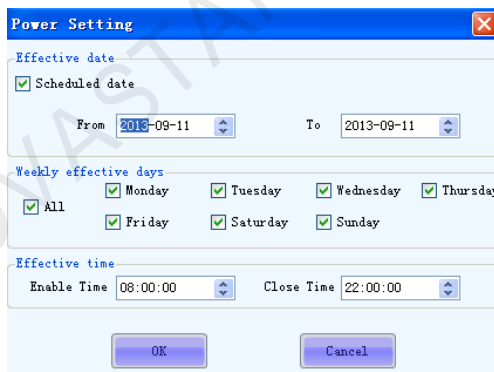 Power Setting
Effective date
Scheduled date
From 2013-09-11 To 2013-09-11
Weekly effective days
All Monday Tuesday Wednesday Thursday
Friday Saturday Sunday
Effective time
Enable Time 08:00:00 Close Time 22:00:00
OK Cancel